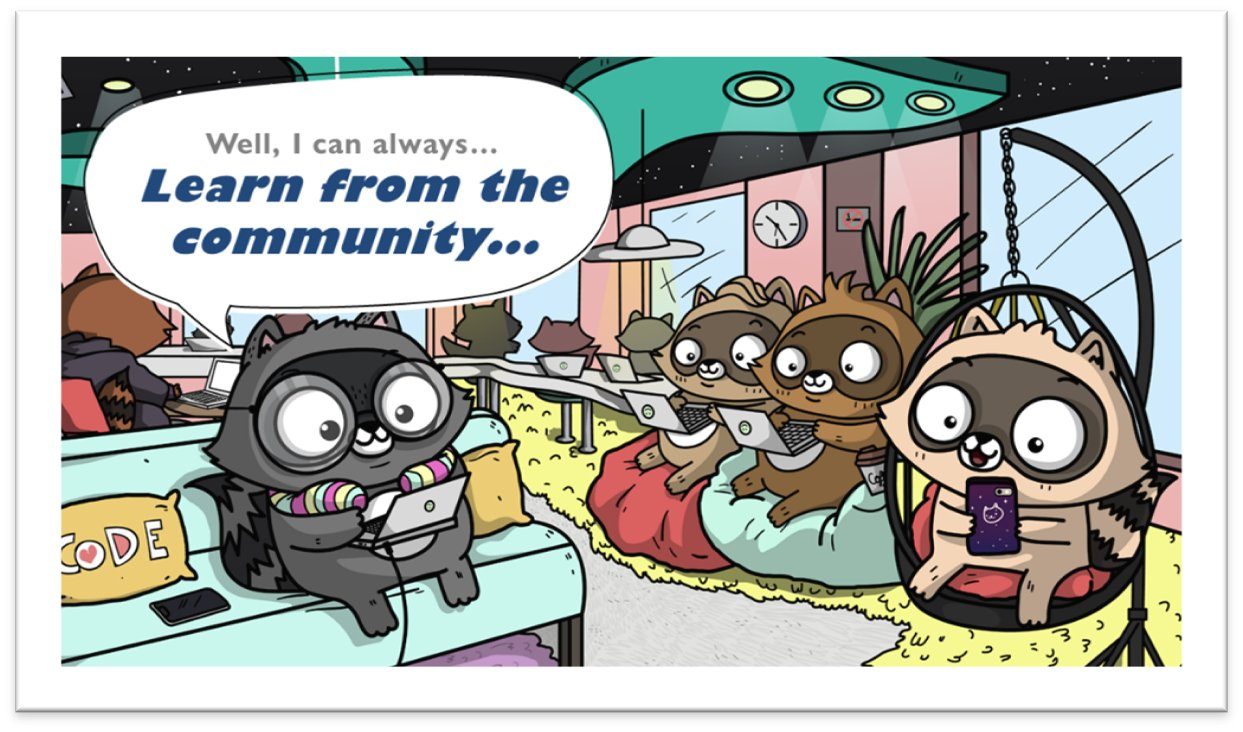 Well, I can always...
Learn from the
community...
CODE